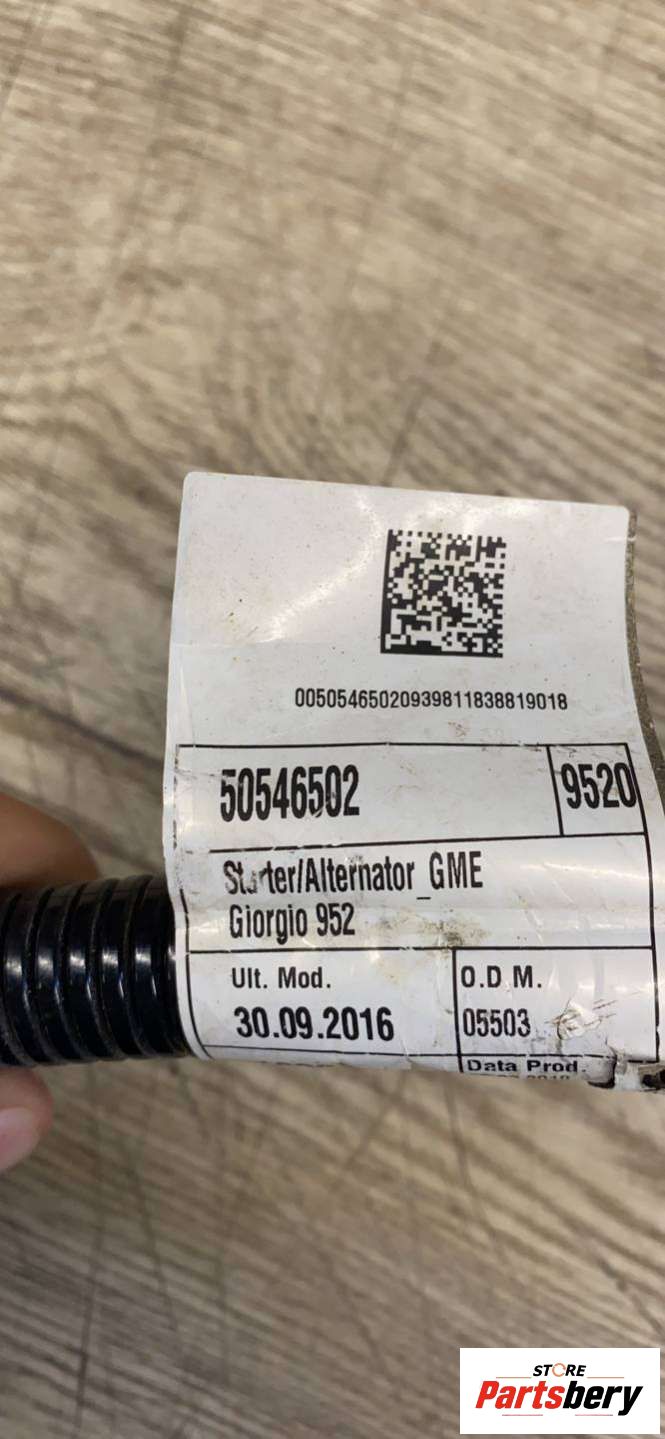 00505465020939811838819018
50546502
9520
Starter/Alternator_GME
Giorgio 952
Ult. Mod.
30.09.2016
O.D M.
05503
Data Prod.
STORE
Partsbery